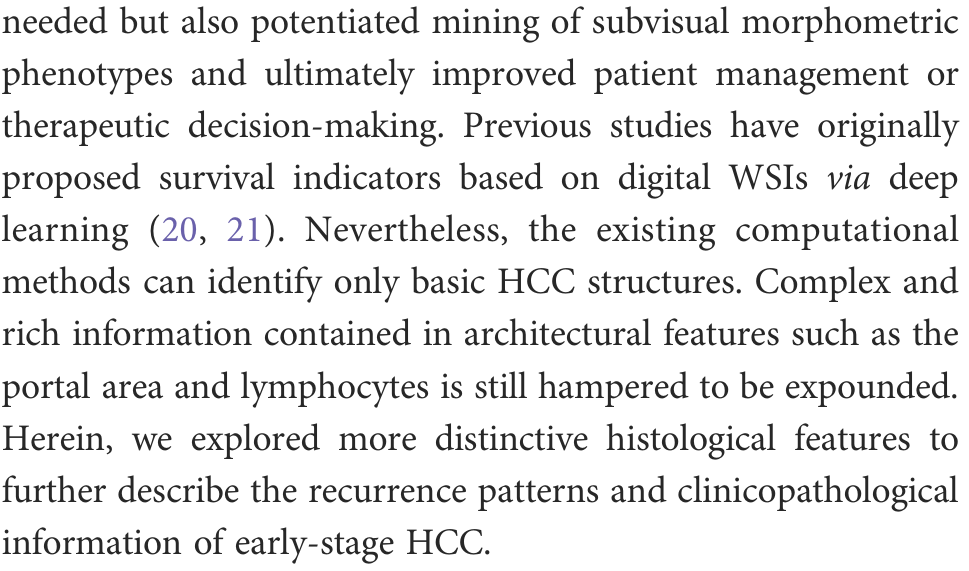 needed but also potentiated mining of subvisual morphometric
phenotypes and ultimately improved patient management or
therapeutic decision-making. Previous studies have originally
proposed survival indicators based on digital WSIs via deep
learning (20, 21). Nevertheless, the existing computational
methods can identify only basic HCC structures. Complex and
rich information contained in architectural features such as the
portal area and lymphocytes is still hampered to be expounded.
Herein, we explored more distinctive histological features to
further describe the recurrence patterns and clinicopathological
information of early-stage HCC.